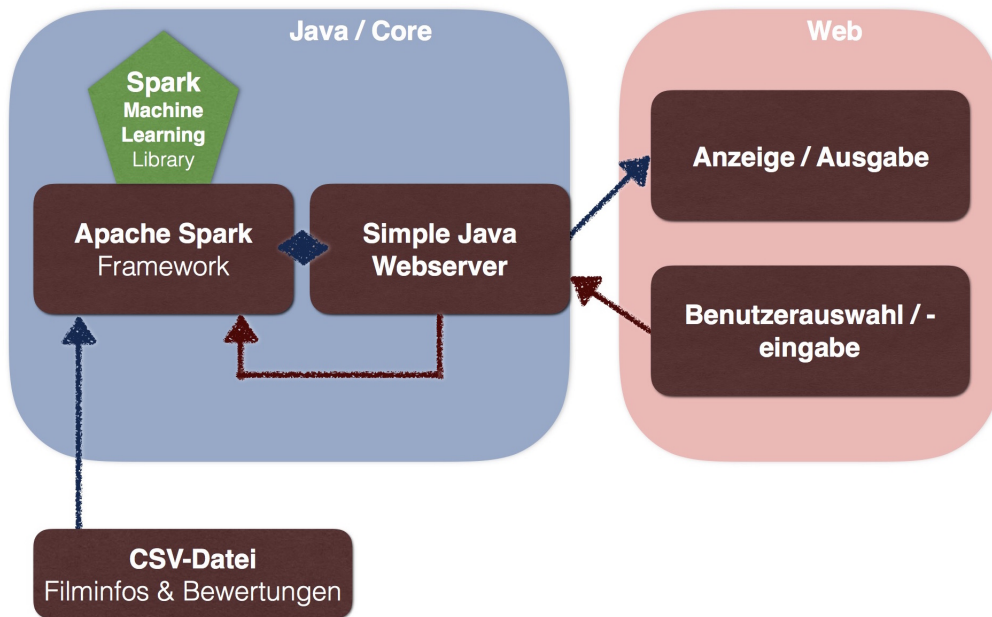 Java / Core
Web
Spark
Machine
Learning
Library
Apache Spark
Framework
Simple Java
Webserver
Anzeige / Ausgabe
Benutzerauswahl / -
eingabe
CSV-Datei
Filminfos & Bewertungen